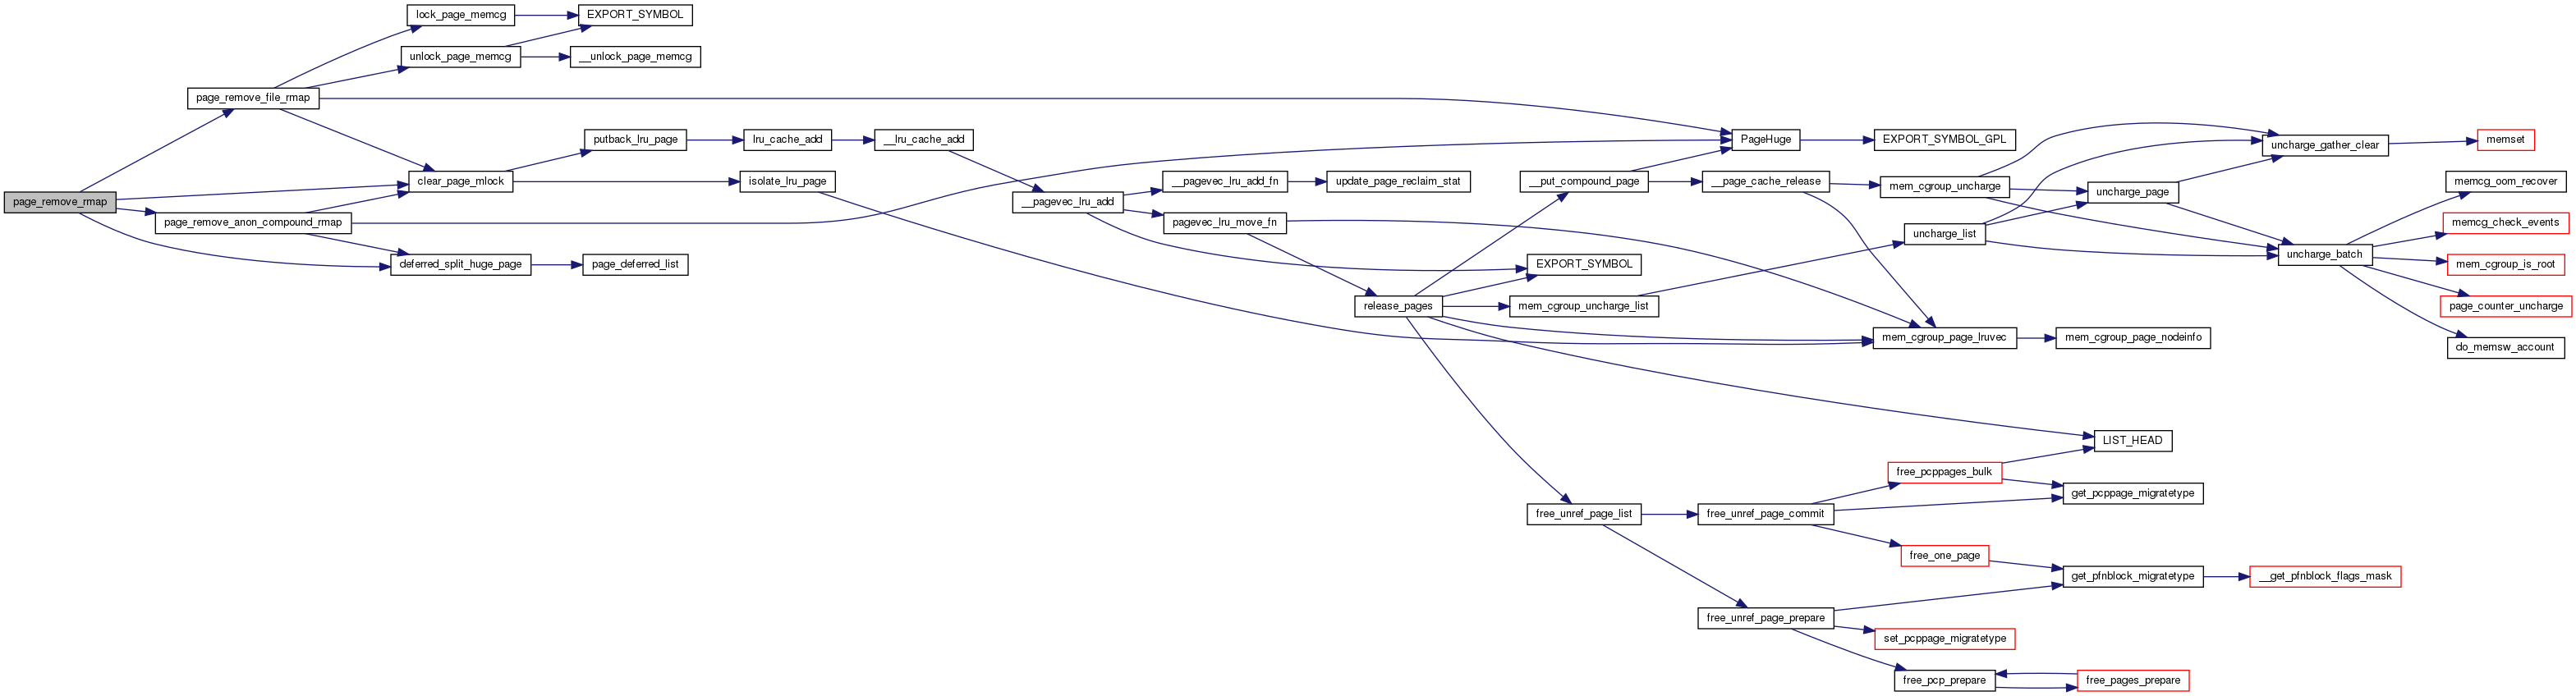 lock_page_memcg
EXPORT_SYMBOL
unlock_page_memcg
__unlock_page_memcg
page_remove_file_rmap
putback_lru_page
lru_cache_add
__lru_cache_add
PageHuge
EXPORT_SYMBOL_GPL
uncharge_gather_clear
memset
clear_page_mlock
isolate_lru_page
__pagevec_lru_add_fn
update_page_reclaim_stat
__put_compound_page
__page_cache_release
mem_cgroup_uncharge
uncharge_page
memcg_oom_recover
page_remove_rmap
__pagevec_lru_add
page_remove_anon_compound_rmap
pagevec_lru_move_fn
uncharge_list
memcg_check_events
uncharge_batch
deferred_split_huge_page
page_deferred_list
EXPORT_SYMBOL
mem_cgroup_is_root
release_pages
mem_cgroup_uncharge_list
page_counter_uncharge
mem_cgroup_page_lruvec
mem_cgroup_page_nodeinfo
do_memsw_account
LIST_HEAD
free_pcppages_bulk
get_pcppage_migratetype
free_unref_page_list
free_unref_page_commit
free_one_page
get_pfnblock_migratetype
__get_pfnblock_flags_mask
free_unref_page_prepare
set_pcppage_migratetype
free_pcp_prepare
free_pages_prepare